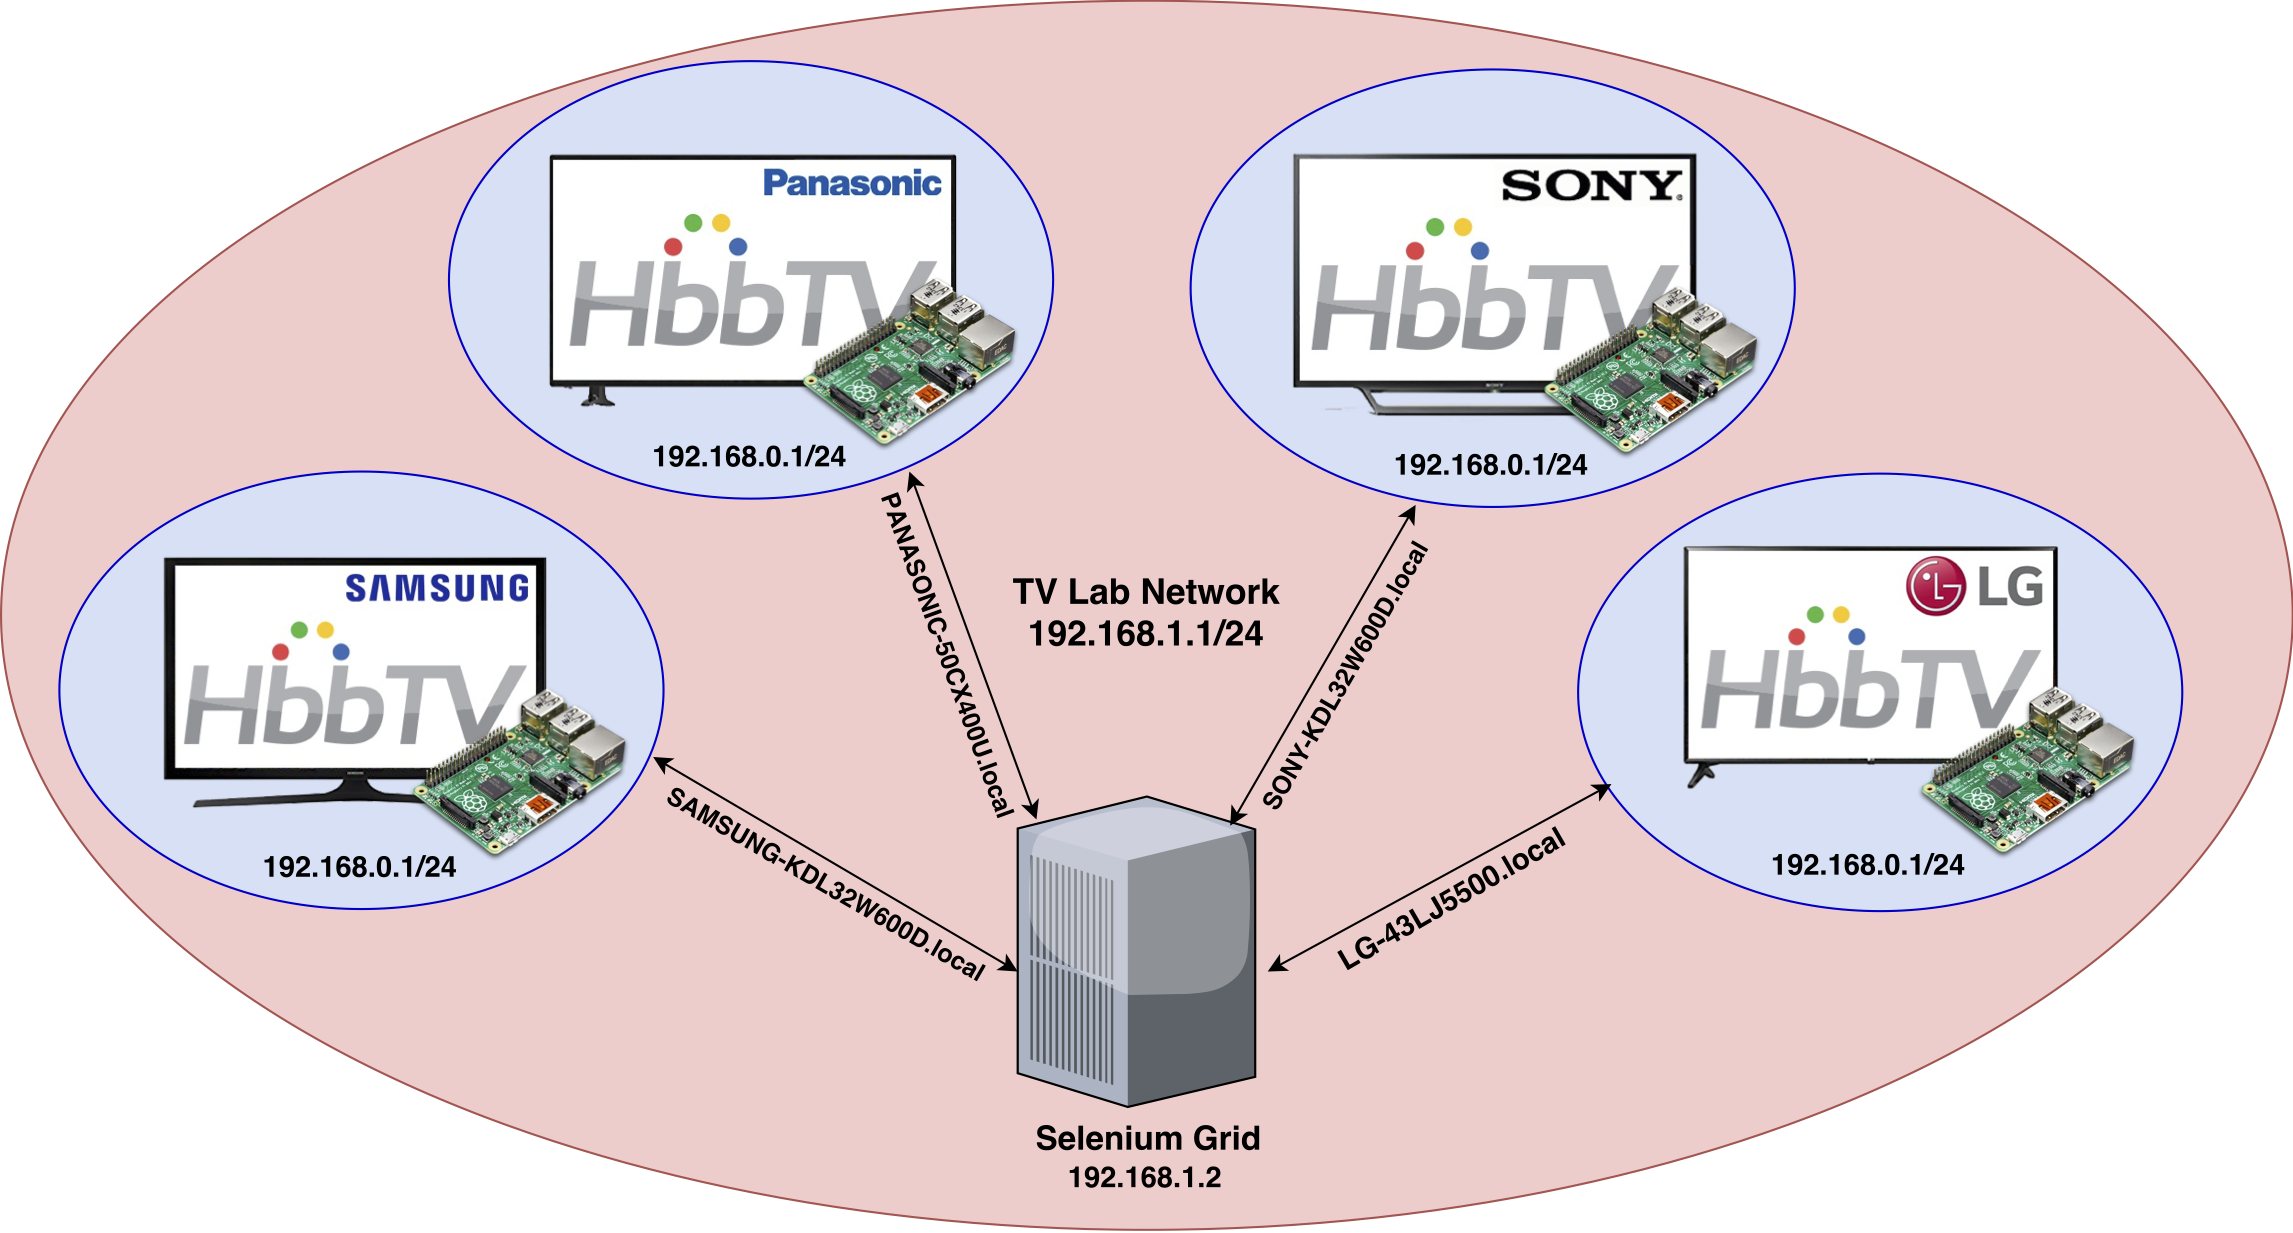 Panasonic
HbbTV
192.168.0.1/24
SONY
HbbTV
192.168.0.1/24
SAMSUNG
HbbTV
192.168.0.1/24
LG
HbbTV
192.168.0.1/24
PANASONIC-50CX400U.local
TV Lab Network
192.168.1.1/24
SONY-KDL32W600D.local
SAMSUNG-KDL32W600D.local
LG-43LJ5500.local
Selenium Grid
192.168.1.2